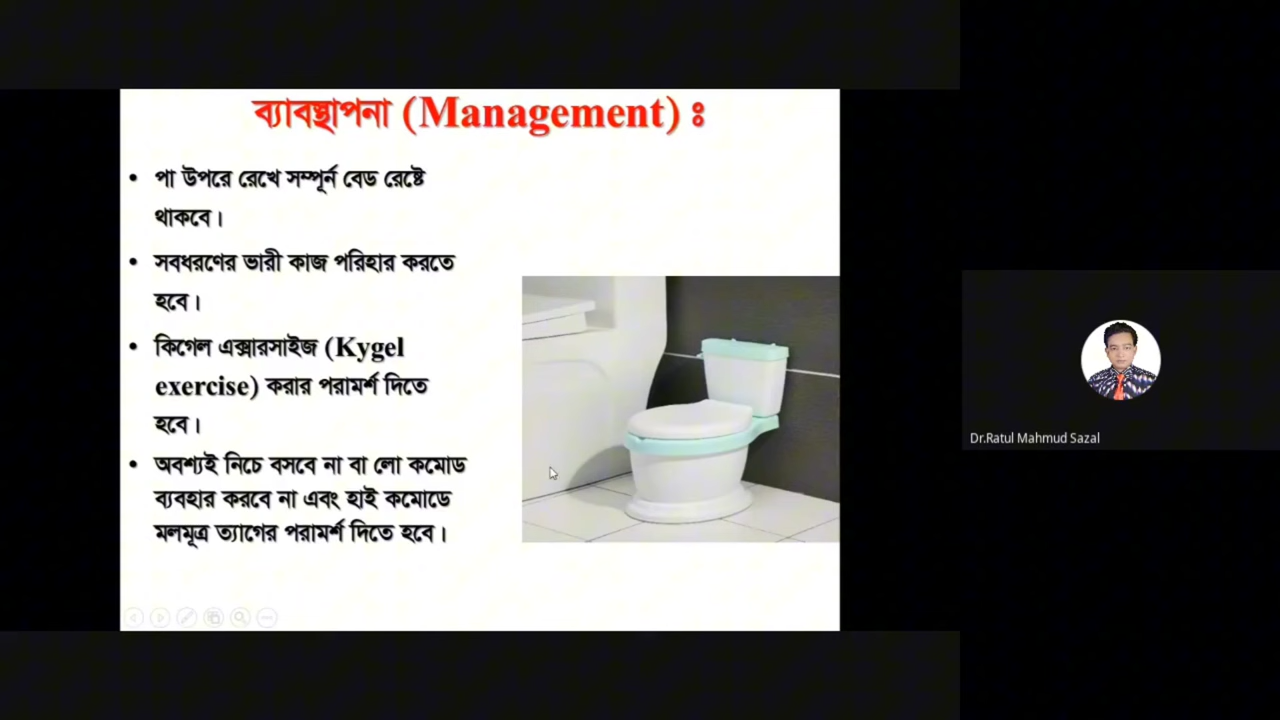 ব্যাবস্থাপনা (Management) ঃ
• পা উপরে রেখে সম্পূর্ন বেড রেষ্টে
থাকবে।
• সবধরণের ভারী কাজ পরিহার করতে
হবে।
• কিগেল এক্সারসাইজ (Kygel
exercise) করার পরামর্শ দিতে
হবে।
• অবশ্যই নিচে বসবে না বা লো কমোড
ব্যবহার করবে না এবং হাই কমোডে
মলমূত্র ত্যাগের পরামর্শ দিতে হবে।
Dr.Ratul Mahmud Sazal